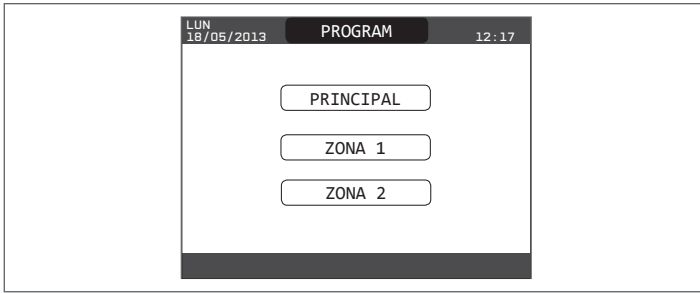 LUN
18/05/2013
PROGRAM
12:17
PRINCIPAL
ZONA 1
ZONA 2